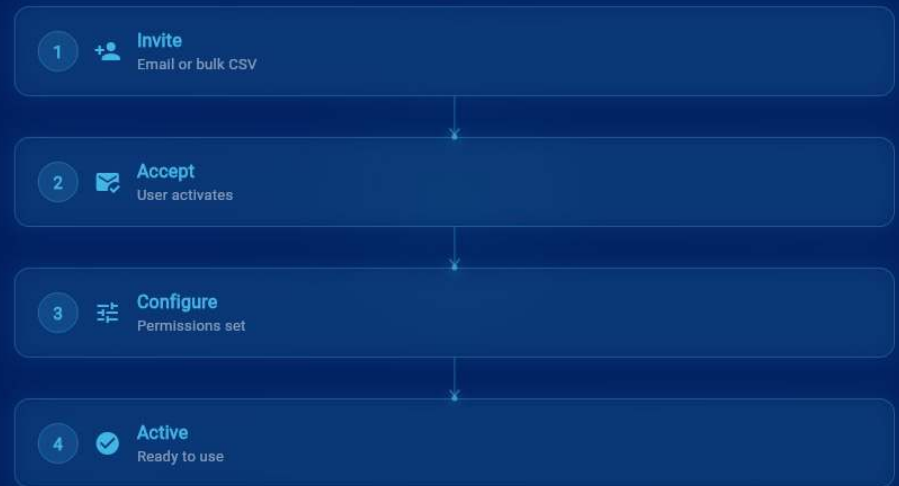 1
Invite
Email or bulk CSV
2
Accept
User activates
3
Configure
Permissions set
4
Active
Ready to use